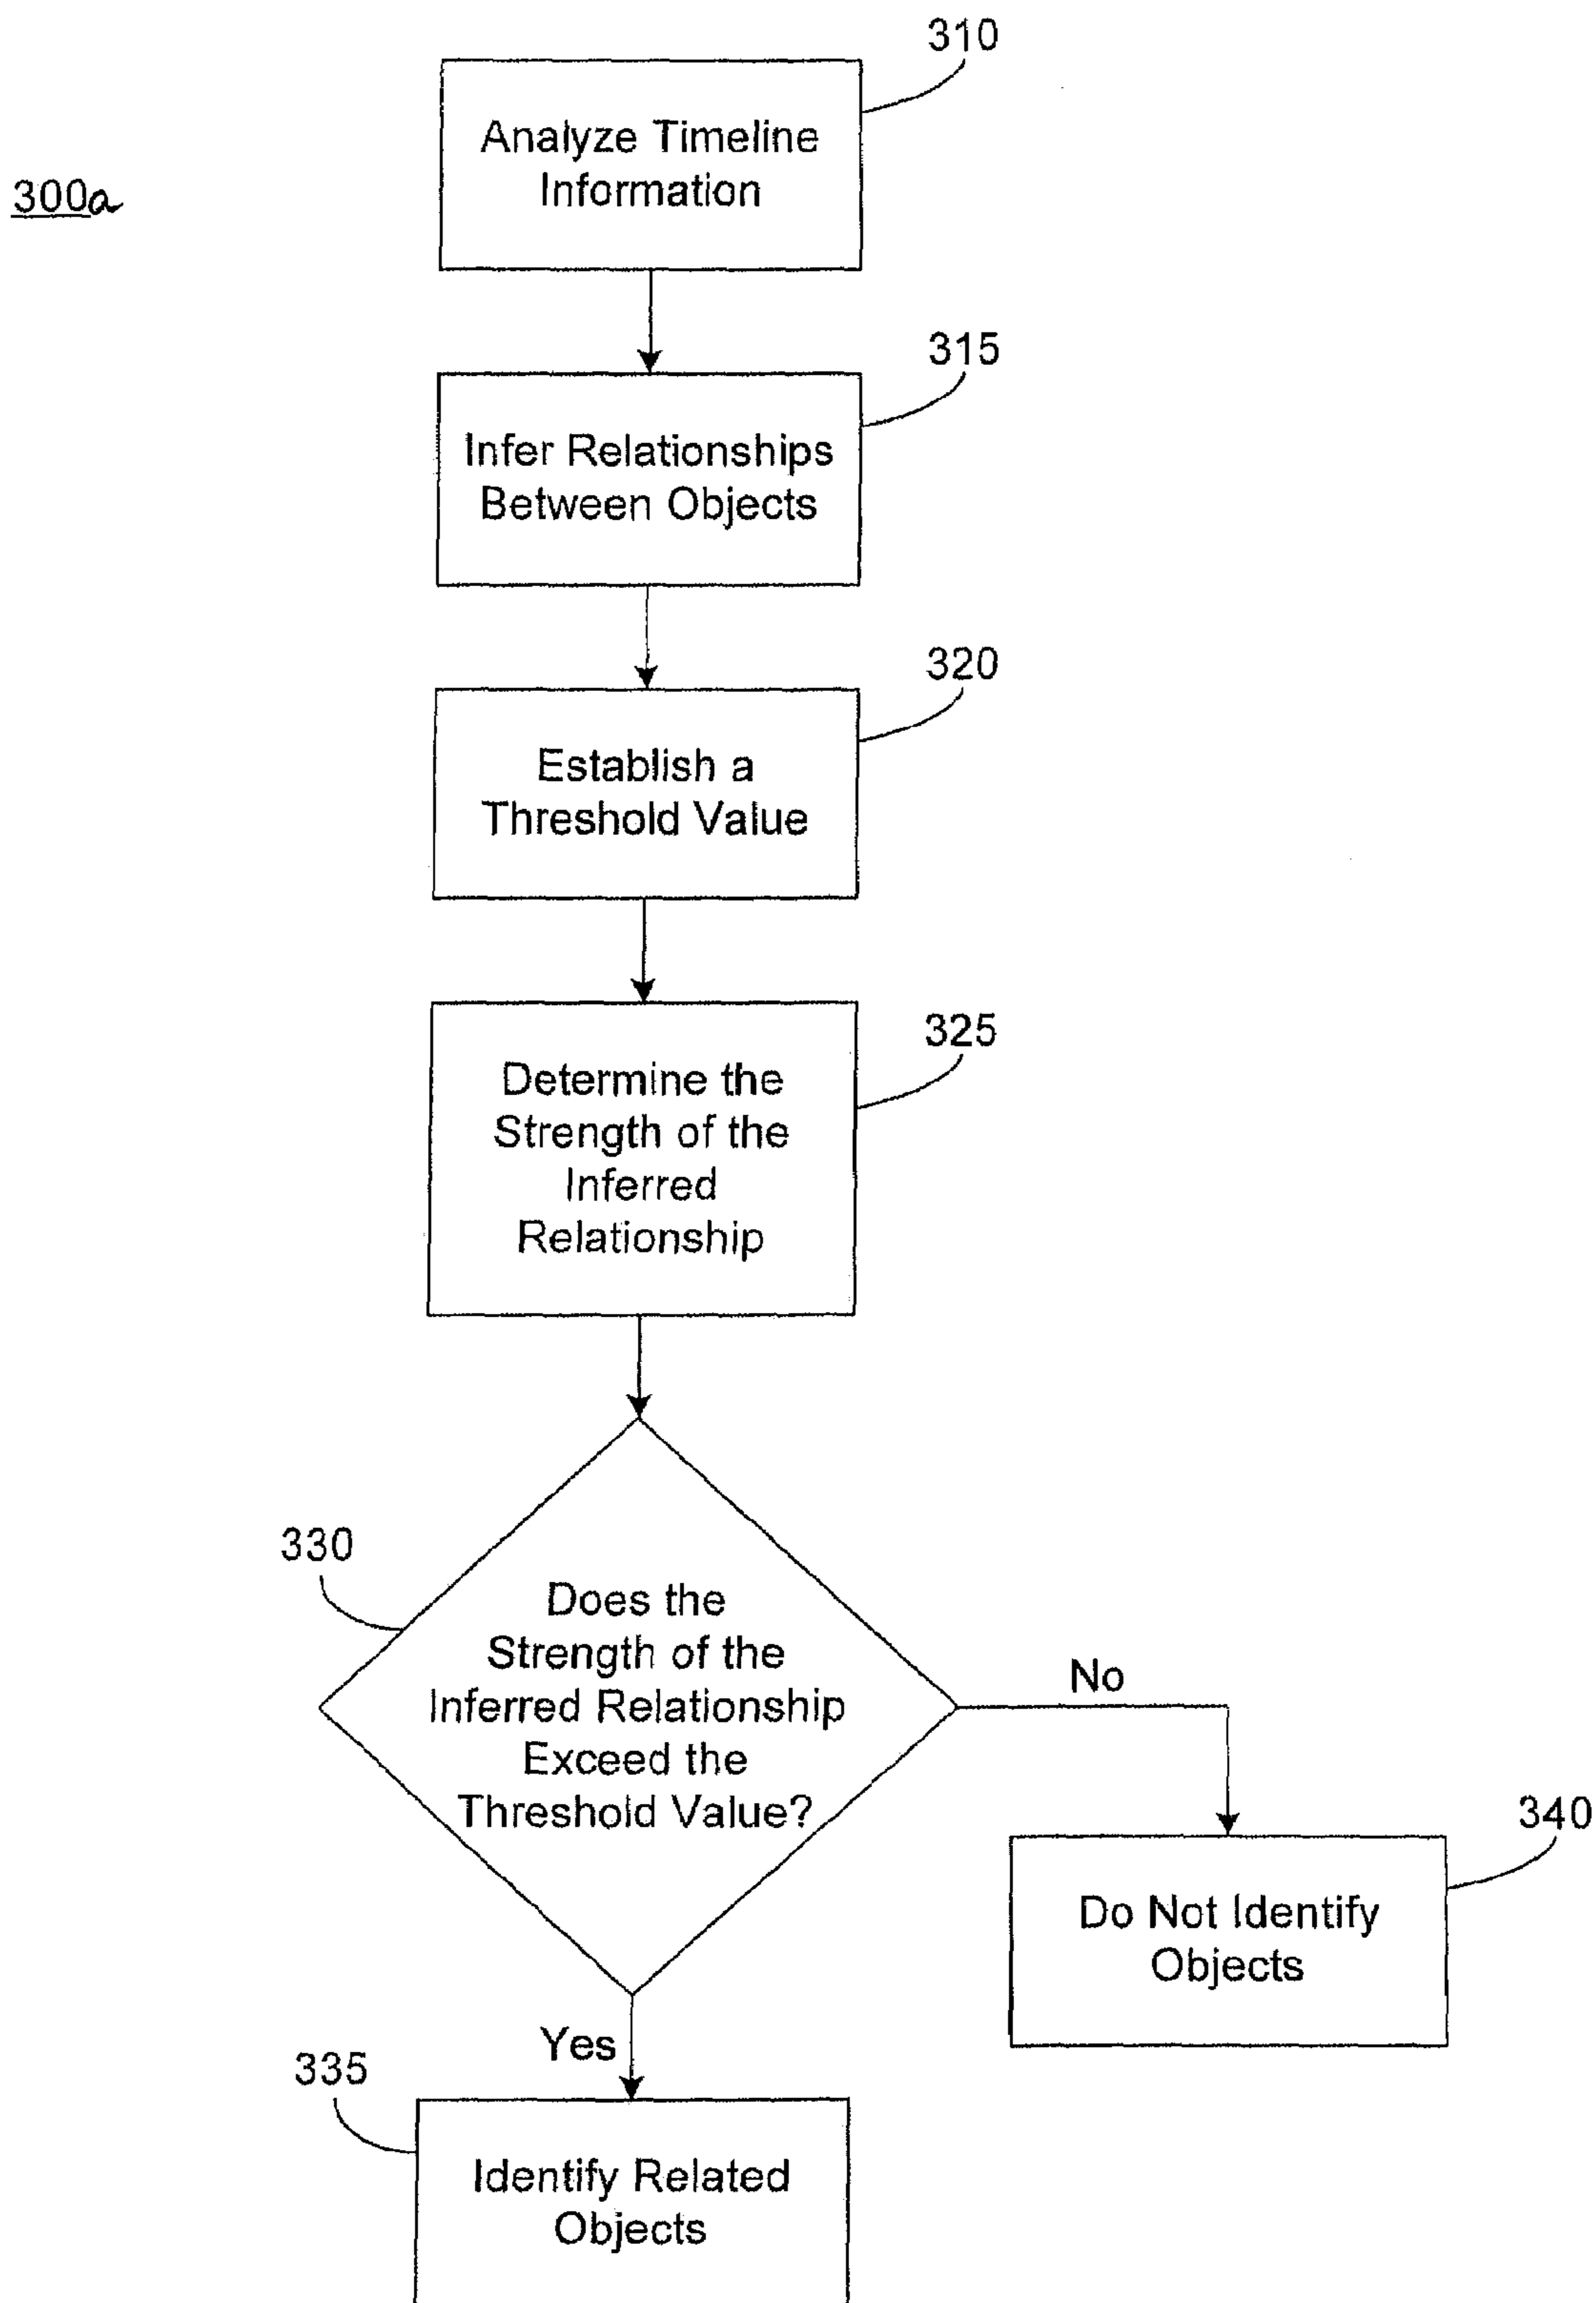 310
Analyze Timeline
Information
300a
315
Infer Relationships
Between Objects
320
Establish a
Threshold Value
325
Determine the
Strength of the
Inferred
Relationship
330
Does the
Strength of the
Inferred Relationship
Exceed the
Threshold Value?
No
340
Do Not Identify
Objects
Yes
335
Identify Related
Objects